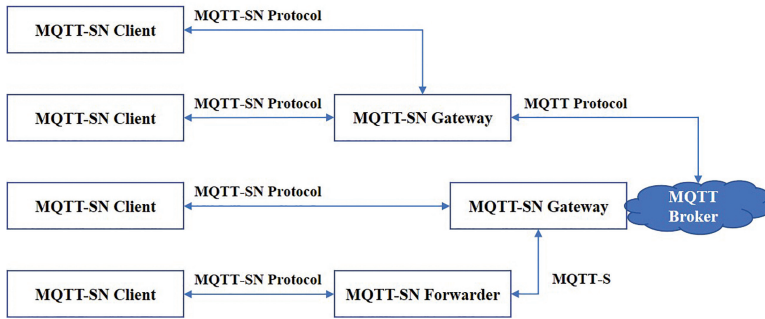 MQTT-SN Protocol
MQTT-SN Client
MQTT-SN Protocol
MQTT Protocol
MQTT-SN Client
MQTT-SN Gateway
MQTT-SN Protocol
MQTT-SN Client
MQTT-SN Gateway
MQTT
Broker
MQTT-SN Protocol
MQTT-S
MQTT-SN Client
MQTT-SN Forwarder